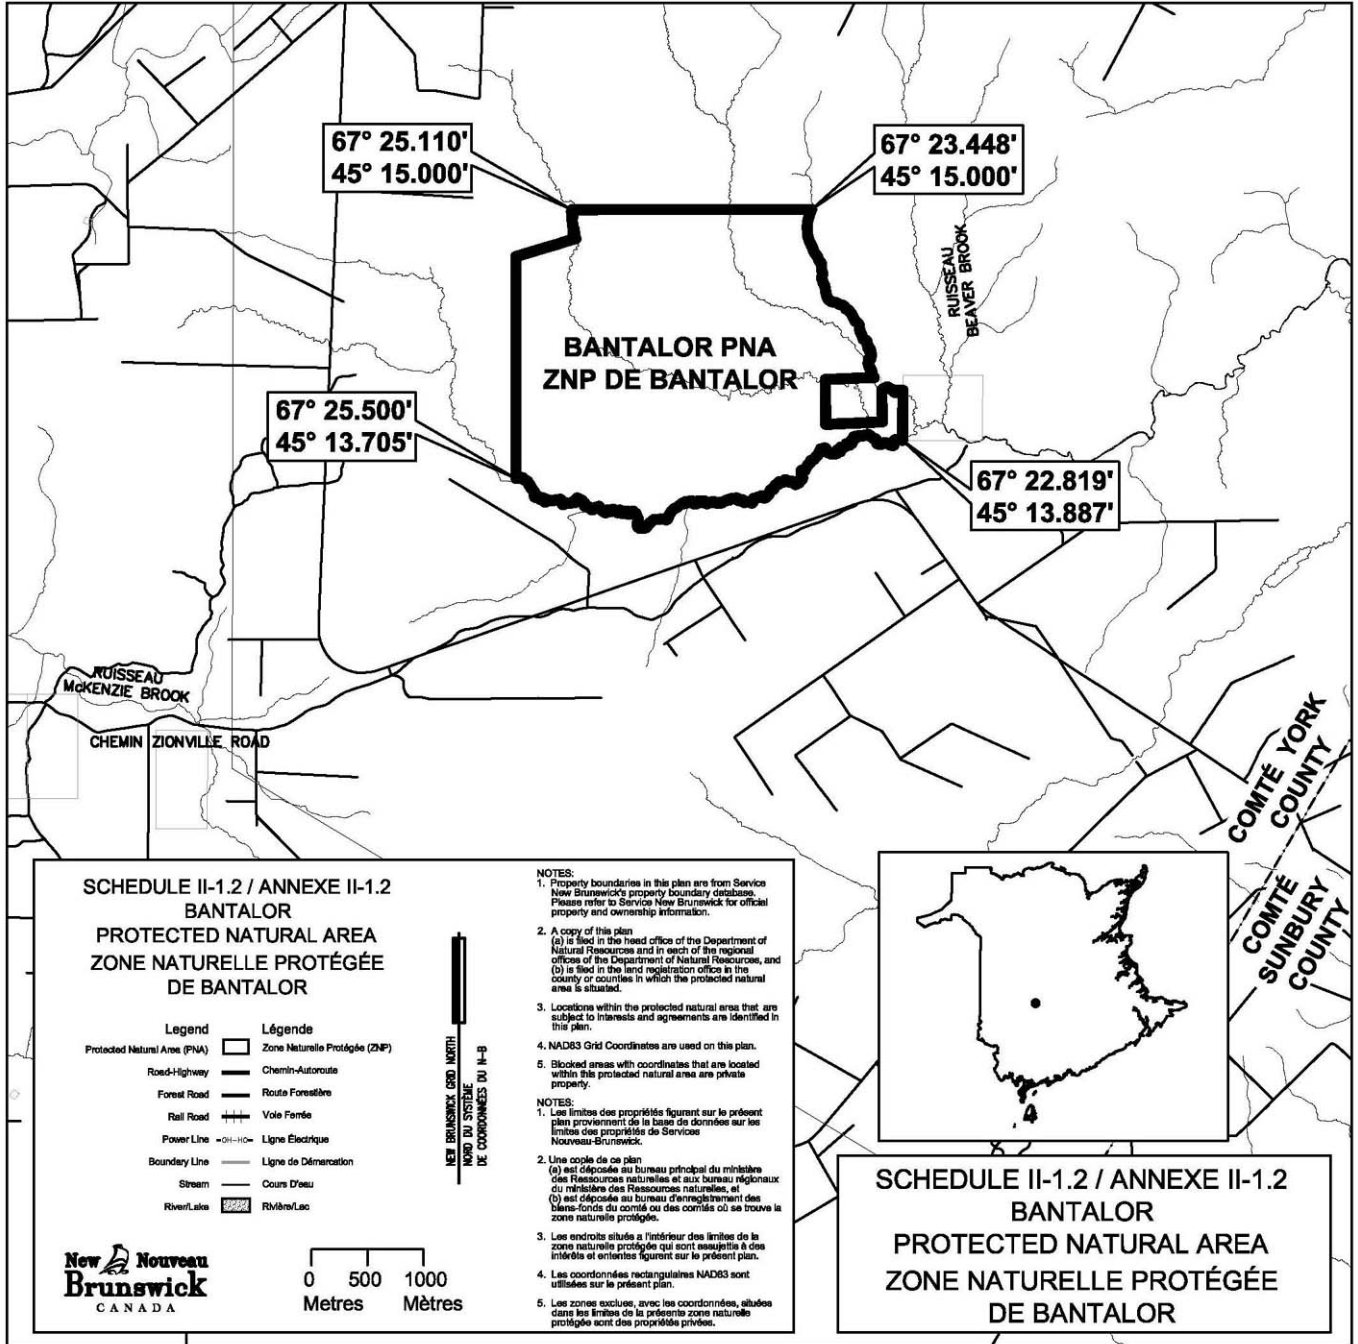 67° 25.110'
45° 15.000'
67° 23.448'
45° 15.000'
RUISSEAU
BEAVER BROOK
BANTALOR PNA
ZNP DE BANTALOR
67° 25.500'
45° 13.705'
67° 22.819'
45° 13.887'
RUISSEAU
McKENZIE BROOK
CHEMIN ZIONVILLE ROAD
COMTÉ YORK
COUNTY
COMTÉ
SUNBURY
COUNTY
SCHEDULE II-1.2 / ANNEXE II-1.2
BANTALOR
PROTECTED NATURAL AREA
ZONE NATURELLE PROTÉGÉE
DE BANTALOR
Legend Légende
Protected Natural Area (PNA) Zone Naturelle Protégée (ZNP)
Road-Highway Chemin-Autoroute
Forest Road Route Forestière
Rail Road Voie Ferrée
Power Line -OH-HO- Ligne Électrique
Boundary Line Ligne de Démarcation
Stream Cours D'eau
River/Lake Rivière/Lac
New Nouveau
Brunswick
CANADA
0 500 1000
Metres Mètres
NEW BRUNSWICK GRID NORTH
NORD DU SYSTÈME
DE COORDONNÉES DU N-B
NOTES:
1. Property boundaries in this plan are from Service
New Brunswick's property boundary database.
Please refer to Service New Brunswick for official
property and ownership information.
2. A copy of this plan
(a) is filed in the head office of the Department of
Natural Resources and in each of the regional
offices of the Department of Natural Resources, and
(b) is filed in the land registration office in the
county or counties in which the protected natural
area is situated.
3. Locations within the protected natural area that are
subject to interests and agreements are identified in
this plan.
4. NAD83 Grid Coordinates are used on this plan.
5. Blocked areas with coordinates that are located
within this protected natural area are private
property.
NOTES:
1. Les limites des propriétés figurant sur le présent
plan proviennent de la base de données sur les
limites des propriétés de Services
Nouveau-Brunswick.
2. Une copie de ce plan
(a) est déposée au bureau principal du ministère
des Ressources naturelles et aux bureau régionaux
du ministère des Ressources naturelles, et
(b) est déposée au bureau d'enregistrement des
biens-fonds du comté ou des comtés où se trouve la
zone naturelle protégée.
3. Les endroits situés a l'intérieur des limites de la
zone naturelle protégée qui sont assujettis à des
intérêts et ententes figurent sur le présent plan.
4. Les coordonnées rectangulaires NAD83 sont
utilisées sur le présent plan.
5. Les zones exclues, avec les coordonnées, situées
dans les limites de la présente zone naturelle
protégée sont des propriétés privées.
SCHEDULE II-1.2 / ANNEXE II-1.2
BANTALOR
PROTECTED NATURAL AREA
ZONE NATURELLE PROTÉGÉE
DE BANTALOR